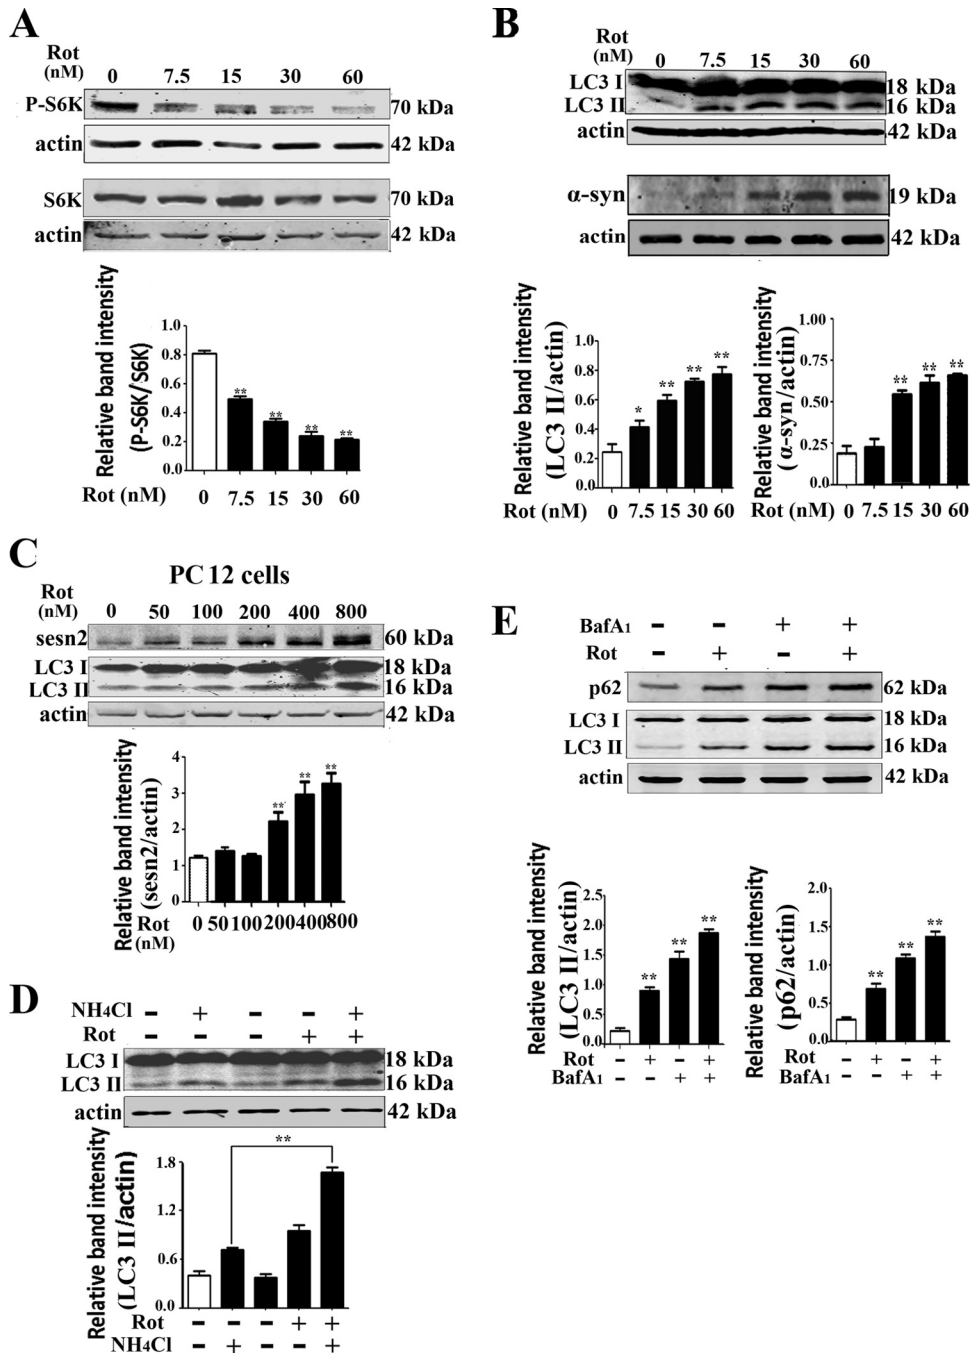 A
Rot
(nM)
0 7.5 15 30 60
P-S6K 70 kDa
actin 42 kDa
S6K 70 kDa
actin 42 kDa
Relative band intensity
(P-S6K/S6K)
1.0
0.8
0.6
0.4
0.2
0.0
** ** ** **
Rot (nM) 0 7.5 15 30 60
B
Rot
(nM)
0 7.5 15 30 60
LC3 I 18 kDa
LC3 II 16 kDa
actin 42 kDa
α-syn 19 kDa
actin 42 kDa
Relative band intensity
(LC3 II/actin)
1.0
0.8
0.6
0.4
0.2
0.0
* ** ** **
Rot (nM) 0 7.5 15 30 60
Relative band intensity
(α-syn/actin)
1.00
0.75
0.50
0.25
0.00
** ** **
Rot (nM) 0 7.5 15 30 60
C
PC 12 cells
Rot
(nM)
0 50 100 200 400 800
sesn2 60 kDa
LC3 I 18 kDa
LC3 II 16 kDa
actin 42 kDa
Relative band intensity
(sesn2/actin)
4
3
2
1
0
** ** **
Rot
(nM)
0 50 100 200 400 800
D
NH4Cl - + - - +
Rot - - - + +
LC3 I 18 kDa
LC3 II 16 kDa
actin 42 kDa
Relative band intensity
(LC3 II/actin)
1.8
1.2
0.6
0.0
**
Rot - - - + +
NH4Cl - + - - +
E
BafA1 - - + +
Rot - + - +
p62 62 kDa
LC3 I 18 kDa
LC3 II 16 kDa
actin 42 kDa
Relative band intensity
(LC3 II/actin)
2.5
2.0
1.5
1.0
0.5
0.0
** ** **
Rot - + - +
BafA1 - - + +
Relative band intensity
(p62/actin)
2.0
1.5
1.0
0.5
0.0
** ** **
Rot - + - +
BafA1 - - + +